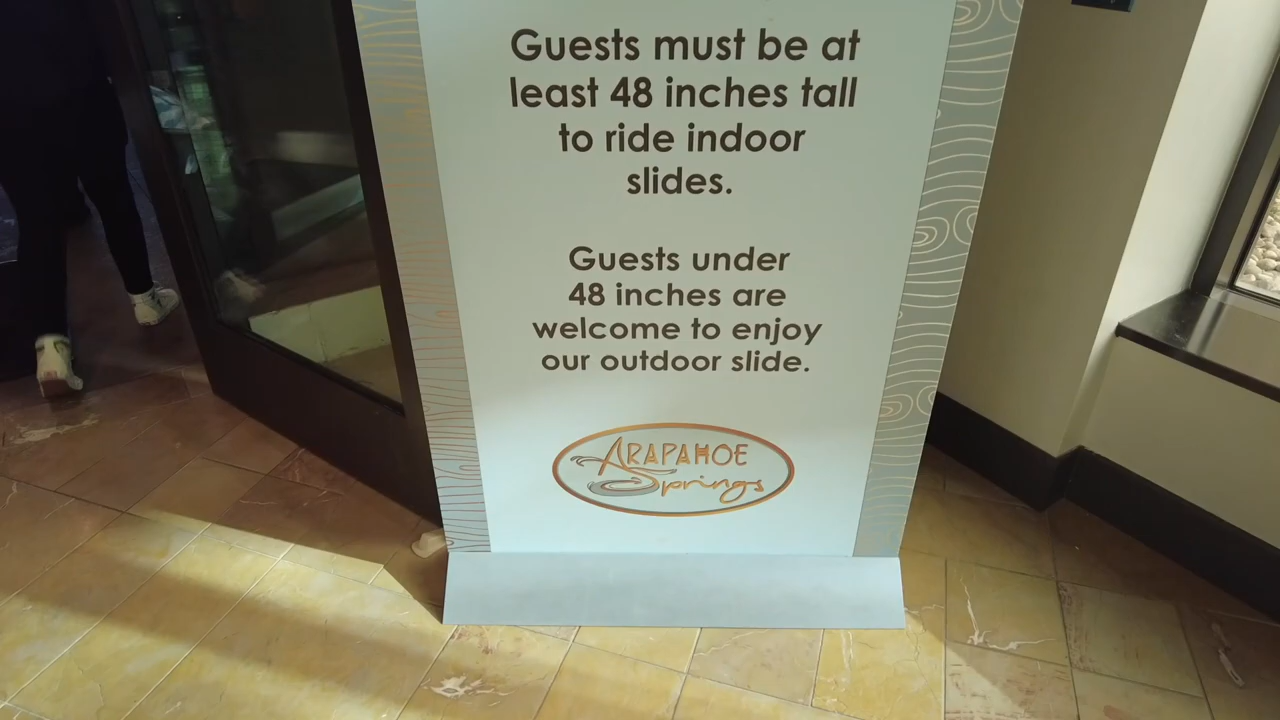 Guests must be at
least 48 inches tall
to ride indoor
slides.
Guests under
48 inches are
welcome to enjoy
our outdoor slide.
ARAPAHOE
Springs